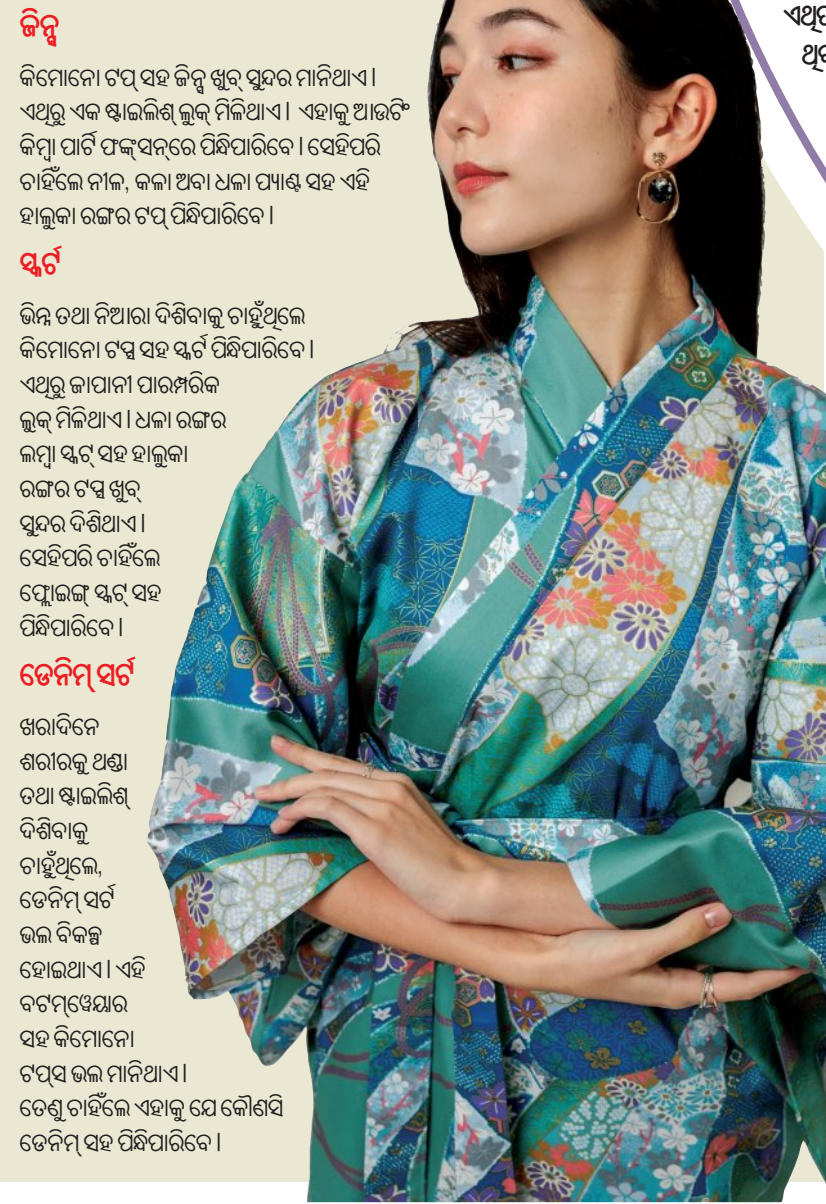 ଜିନ୍ସ
କିମୋନୋ ଟପ୍ ସହ ଜିନ୍ସ ଖୁବ୍ ସୁନ୍ଦର ମାନିଥାଏ ।
ଏଥିରୁ ଏକ ଷ୍ଟାଇଲିଶ୍ ଲୁକ୍ ମିଳିଥାଏ । ଏହାକୁ ଆଉଟିଂ
କିମ୍ବା ପାର୍ଟି ଫଙ୍କ୍ସନ୍‌ରେ ପିନ୍ଧିପାରିବେ । ସେହିପରି
ଚାହିଁଲେ ନୀଳ, କଳା ଅବା ଧଳା ପ୍ୟାଣ୍ଟ ସହ ଏହି
ହାଲୁକା ରଙ୍ଗର ଟପ୍ ପିନ୍ଧିପାରିବେ ।
ସ୍କର୍ଟ
ଭିନ୍ନ ତଥା ନିଆରା ଦିଶିବାକୁ ଚାହୁଁଥିଲେ
କିମୋନୋ ଟପ୍ସ ସହ ସ୍କର୍ଟ ପିନ୍ଧିପାରିବେ ।
ଏଥିରୁ ଜାପାନୀ ପାରମ୍ପରିକ
ଲୁକ୍ ମିଳିଥାଏ । ଧଳା ରଙ୍ଗର
ଲମ୍ବା ସ୍କଟ୍ ସହ ହାଲୁକା
ରଙ୍ଗର ଟପ୍ସ ଖୁବ୍
ସୁନ୍ଦର ଦିଶିଥାଏ ।
ସେହିପରି ଚାହିଁଲେ
ଫ୍ଲୋଇଙ୍ଗ୍ ସ୍କଟ୍ ସହ
ପିନ୍ଧିପାରିବେ ।
ଡେନିମ୍ ସର୍ଟ
ଖରାଦିନେ
ଶରୀରକୁ ଥଣ୍ଡା
ତଥା ଷ୍ଟାଇଲିଶ୍
ଦିଶିବାକୁ
ଚାହୁଁଥିଲେ,
ଡେନିମ୍ ସର୍ଟ
ଭଲ ବିକଳ୍ପ
ହୋଇଥାଏ । ଏହି
ବଟମ୍‌ୱେୟାର
ସହ କିମୋନୋ
ଟପ୍‌ସ ଭଲ ମାନିଥାଏ ।
ତେଣୁ ଚାହିଁଲେ ଏହାକୁ ଯେ କୌଣସି
ଡେନିମ୍ ସହ ପିନ୍ଧିପାରିବେ ।